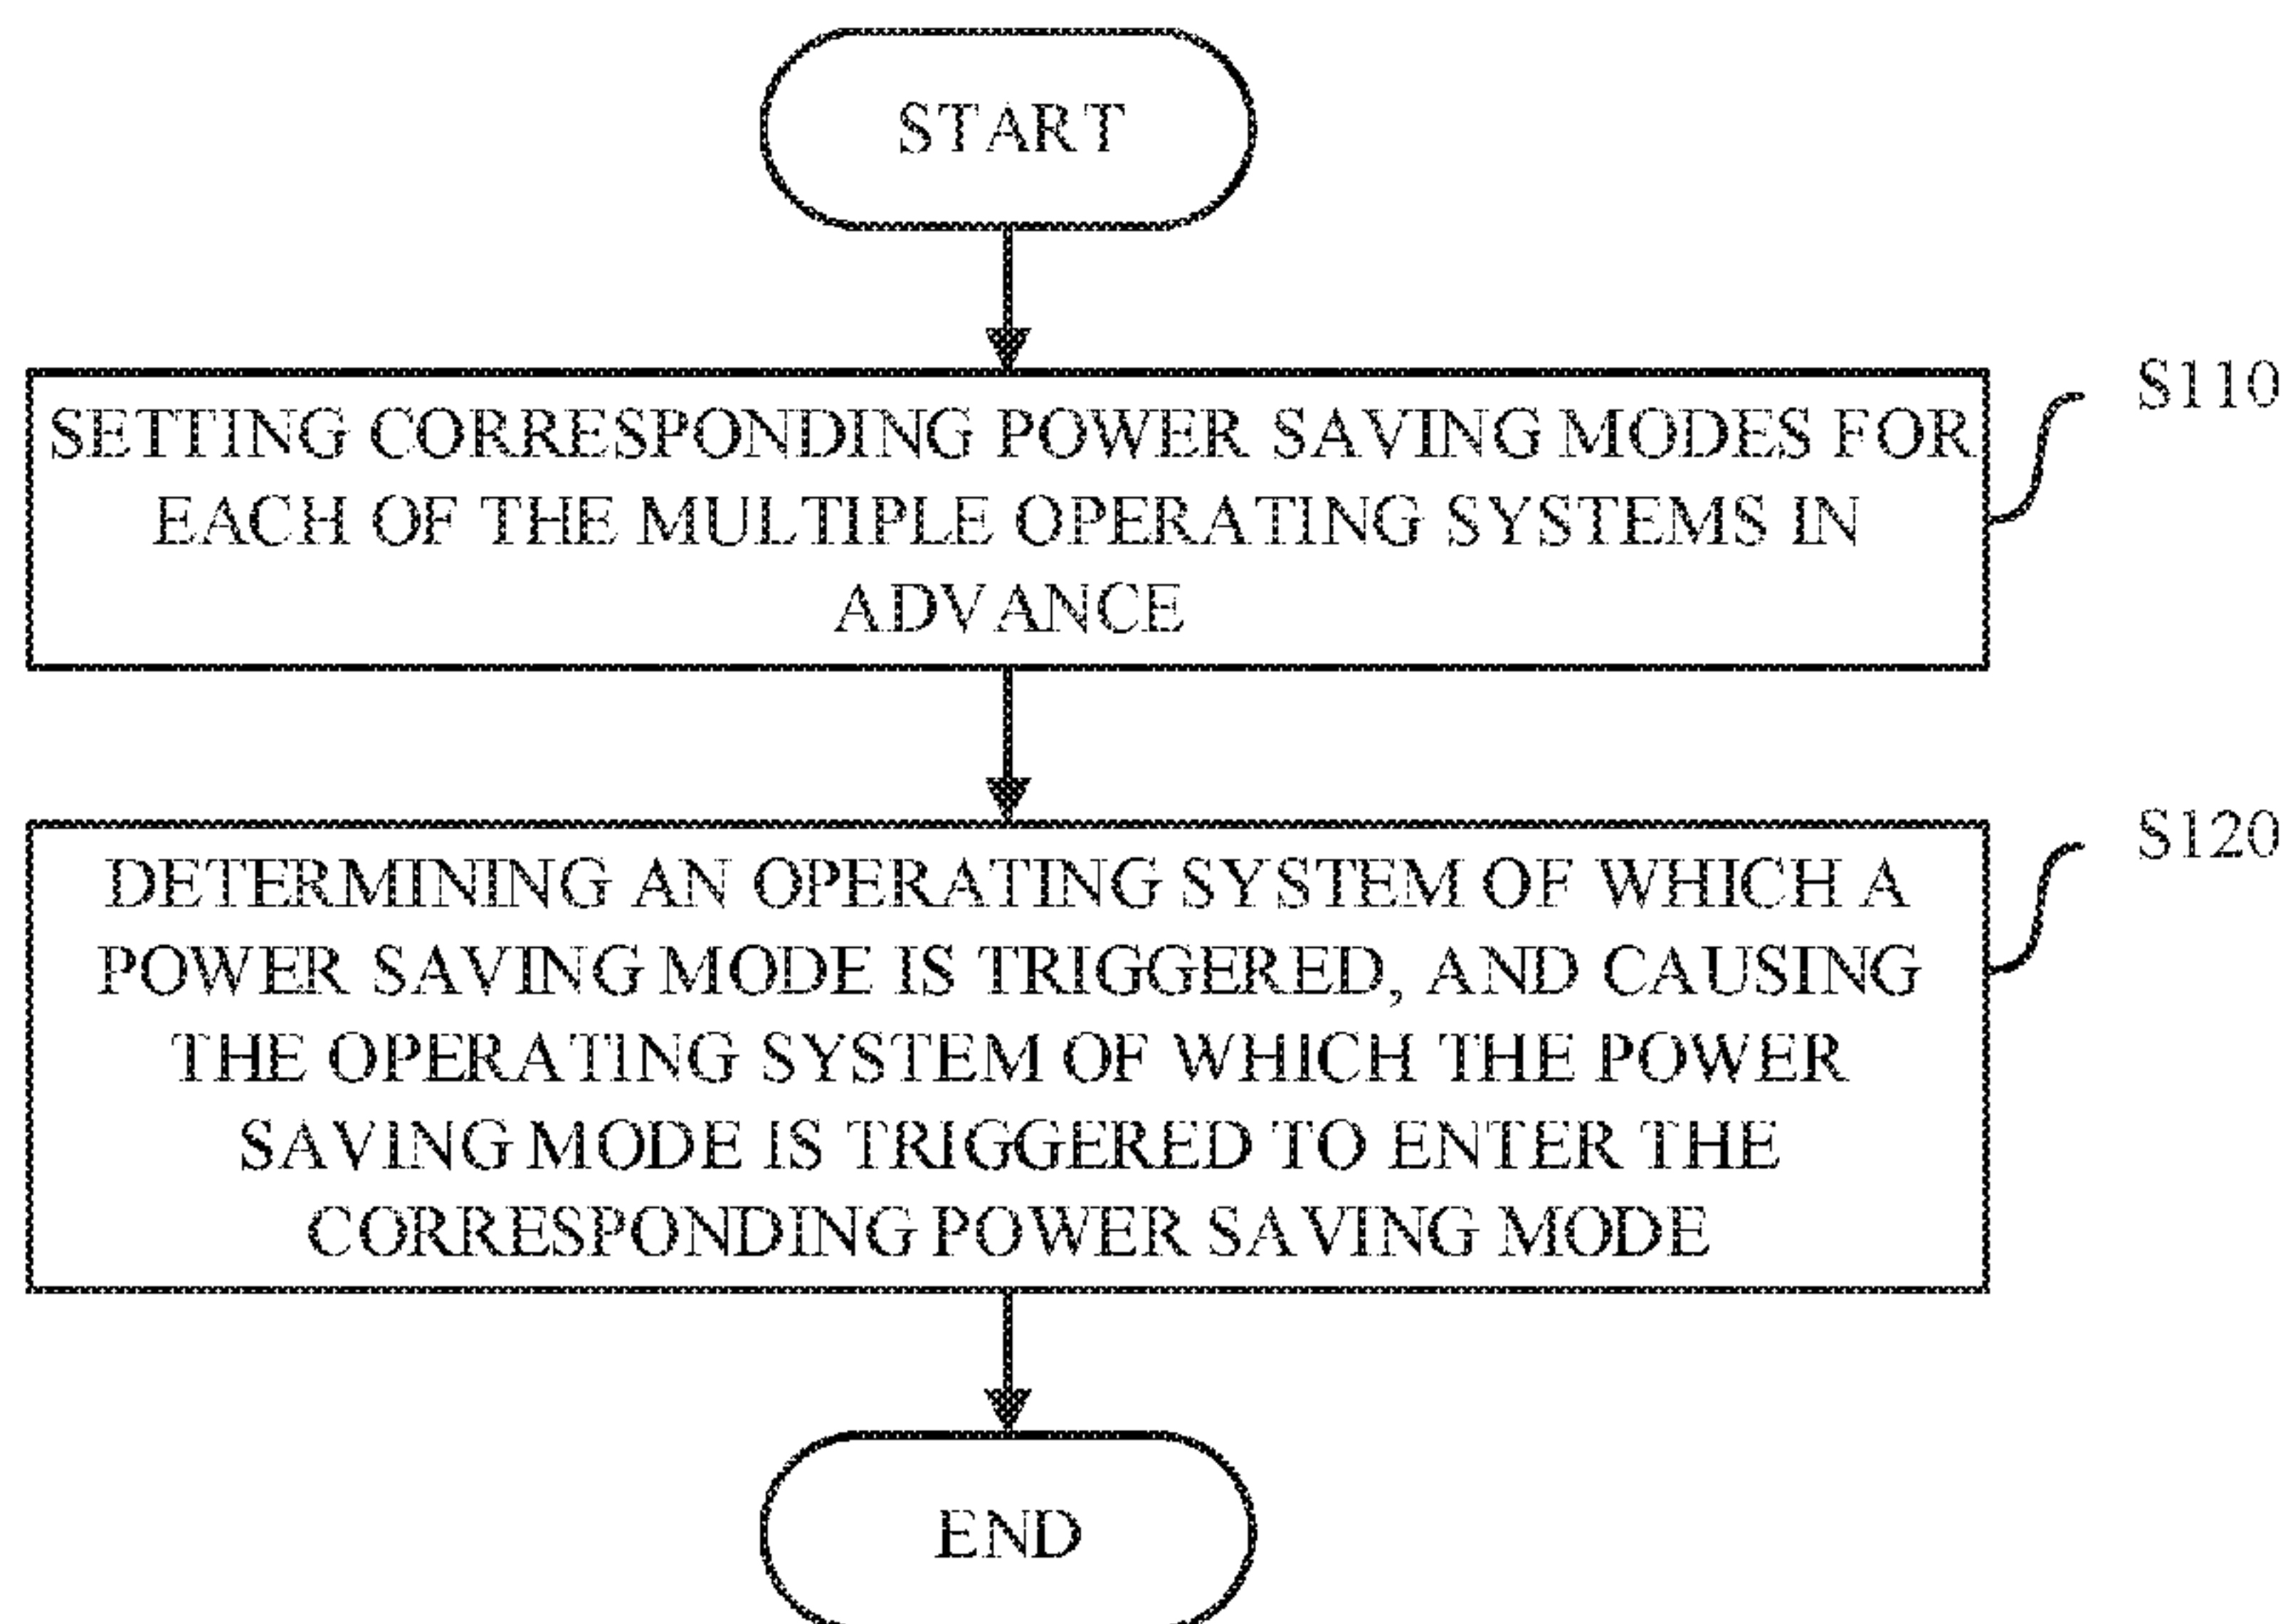 START
SETTING CORRESPONDING POWER SAVING MODES FOR
EACH OF THE MULTIPLE OPERATING SYSTEMS IN
ADVANCE
S110
DETERMINING AN OPERATING SYSTEM OF WHICH A
POWER SAVING MODE IS TRIGGERED, AND CAUSING
THE OPERATING SYSTEM OF WHICH THE POWER
SAVING MODE IS TRIGGERED TO ENTER THE
CORRESPONDING POWER SAVING MODE
S120
END